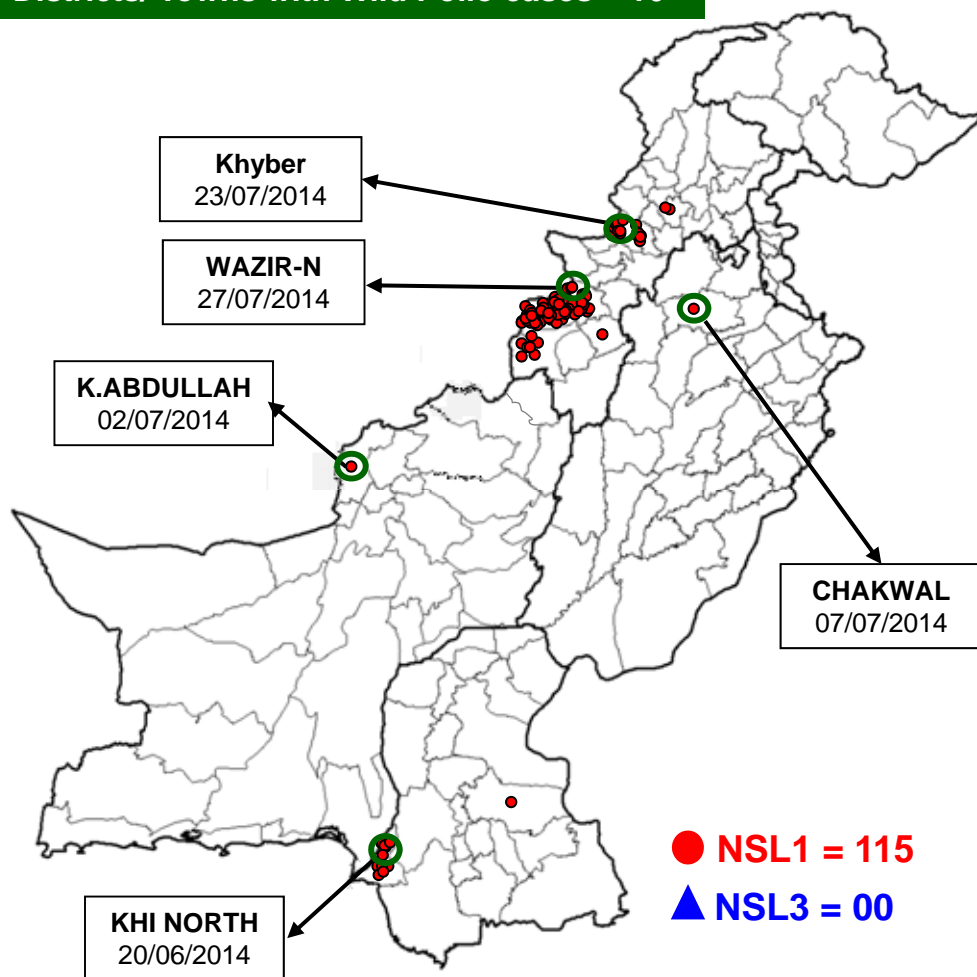 Khyber
23/07/2014
WAZIR-N
27/07/2014
K.ABDULLAH
02/07/2014
CHAKWAL
07/07/2014
NSL1 = 115
NSL3 = 00
KHI NORTH
20/06/2014